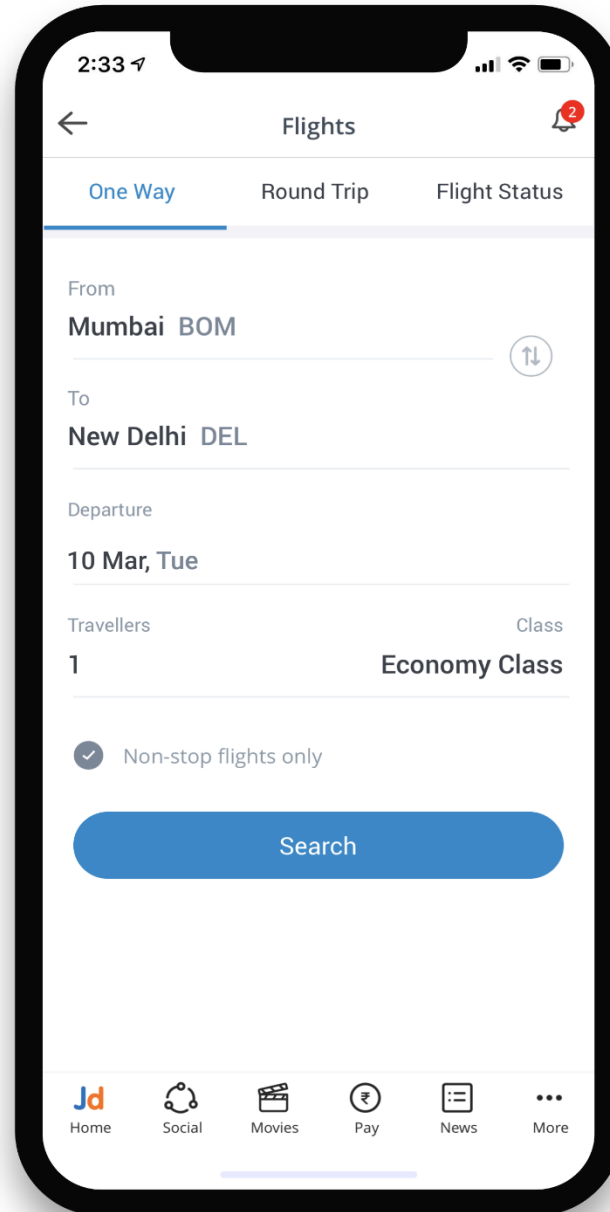 2:33
Flights
2
One Way Round Trip Flight Status
From
Mumbai BOM
To
New Delhi DEL
Departure
10 Mar, Tue
Travellers Class
1 Economy Class
Non-stop flights only
Search
Jd ₹
Home Social Movies Pay News More